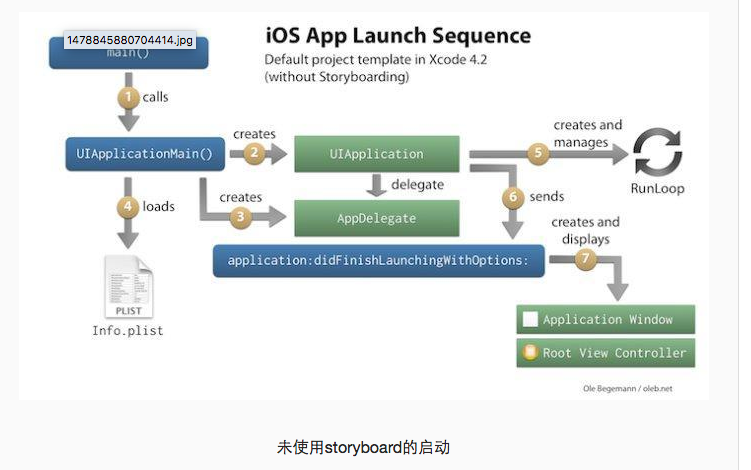 iOS App Launch Sequence
Default project template in Xcode 4.2
(without Storyboarding)
1478845880704414.jpg
main()
1 calls
UIApplicationMain()
creates
2
UIApplication
creates and
manages
5
RunLoop
delegate
4 loads
creates
3
AppDelegate
6 sends
application:didFinishLaunchingWithOptions:
creates and
displays
7
PLIST
Info.plist
Application Window
Root View Controller
Ole Begemann / oleb.net
未使用storyboard的启动